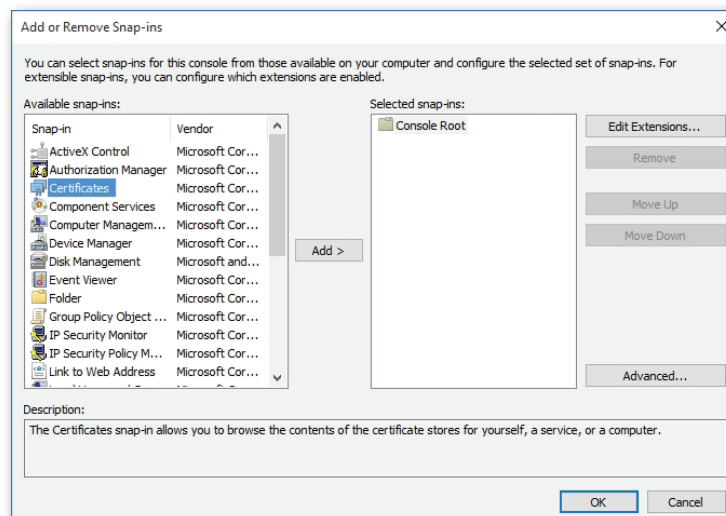 Add or Remove Snap-ins
You can select snap-ins for this console from those available on your computer and configure the selected set of snap-ins. For
extensible snap-ins, you can configure which extensions are enabled.
Available snap-ins:
Snap-in Vendor
ActiveX Control Microsoft Cor...
Authorization Manager Microsoft Cor...
Certificates Microsoft Cor...
Component Services Microsoft Cor...
Computer Managem... Microsoft Cor...
Device Manager Microsoft Cor...
Disk Management Microsoft and...
Event Viewer Microsoft Cor...
Folder Microsoft Cor...
Group Policy Object ... Microsoft Cor...
IP Security Monitor Microsoft Cor...
IP Security Policy M... Microsoft Cor...
Link to Web Address Microsoft Cor...
Add >
Selected snap-ins:
Console Root
Edit Extensions...
Remove
Move Up
Move Down
Advanced...
Description:
The Certificates snap-in allows you to browse the contents of the certificate stores for yourself, a service, or a computer.
OK
Cancel